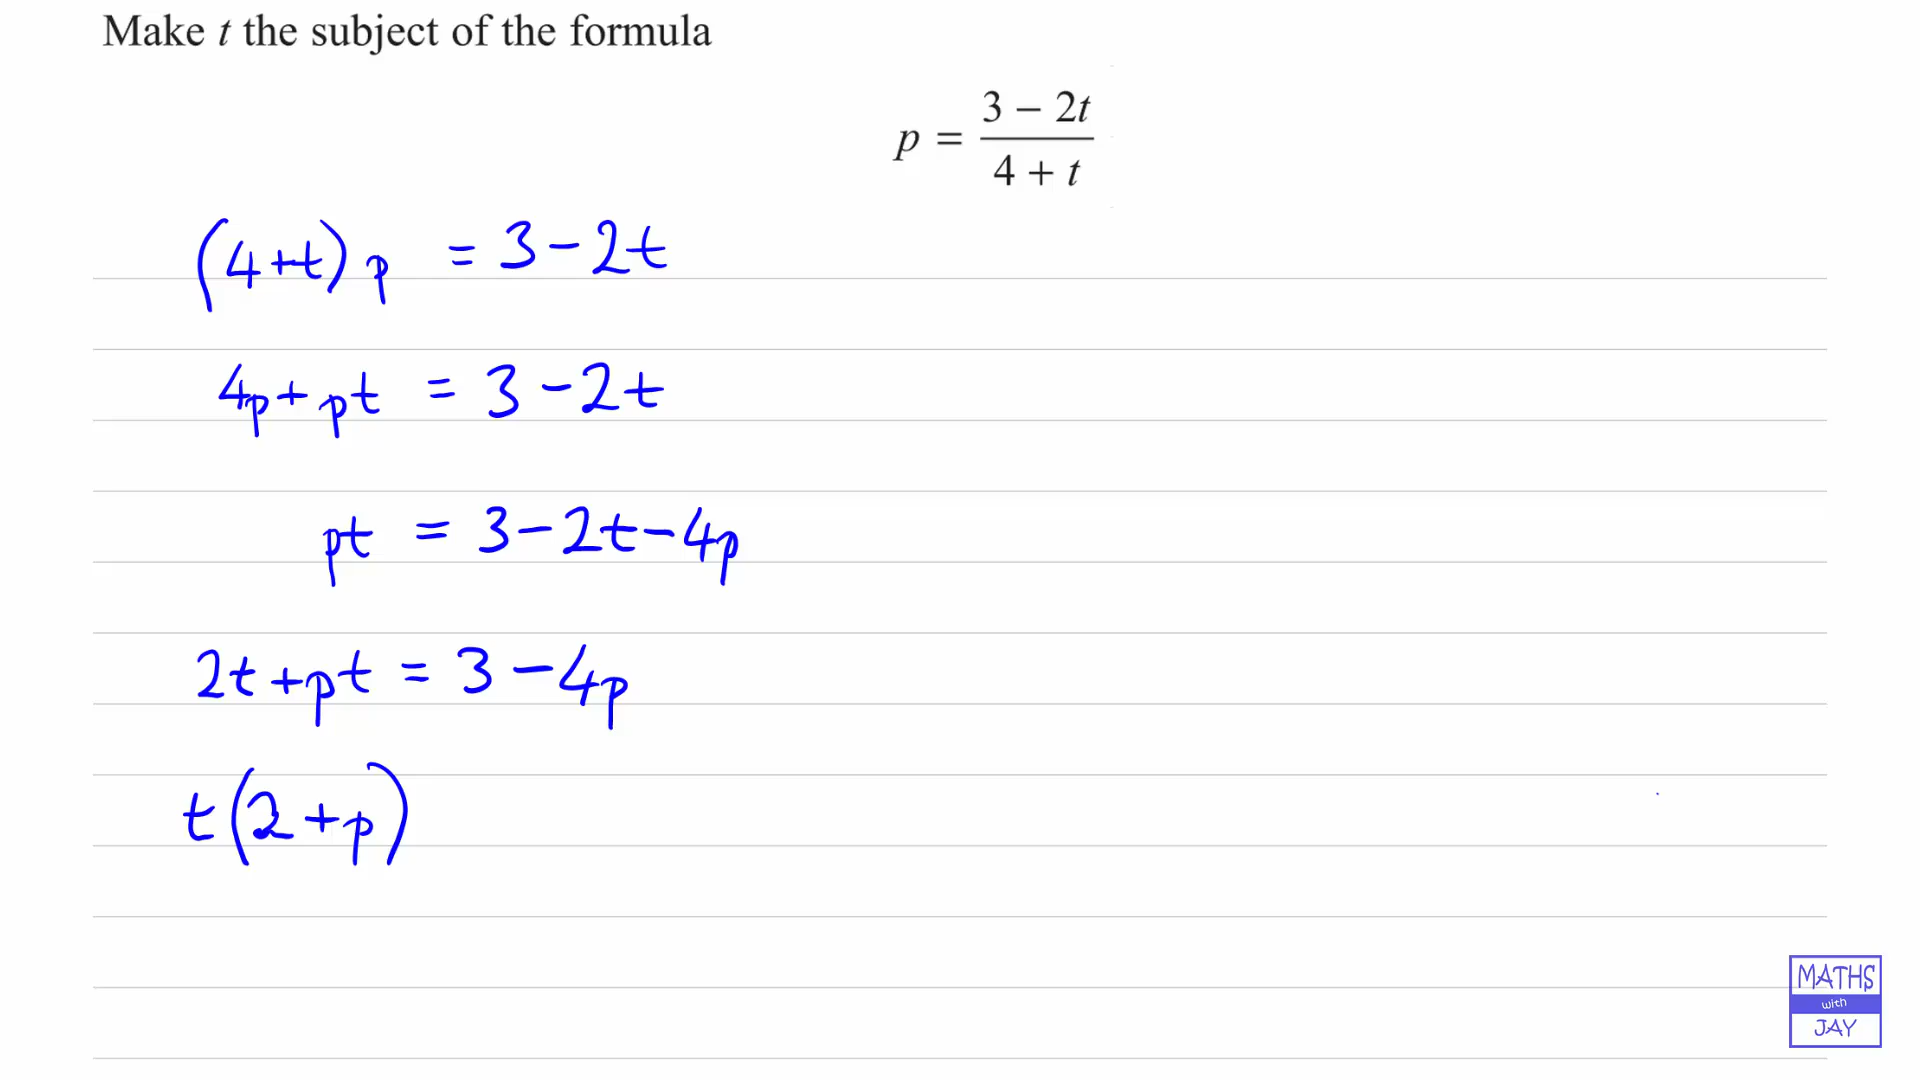 Make t the subject of the formula
p = \frac{3 - 2t}{4 + t}
(4+t)p = 3-2t
4p+pt = 3-2t
pt = 3-2t-4p
2t+pt = 3-4p
t(2+p)
MATHS
with
JAY